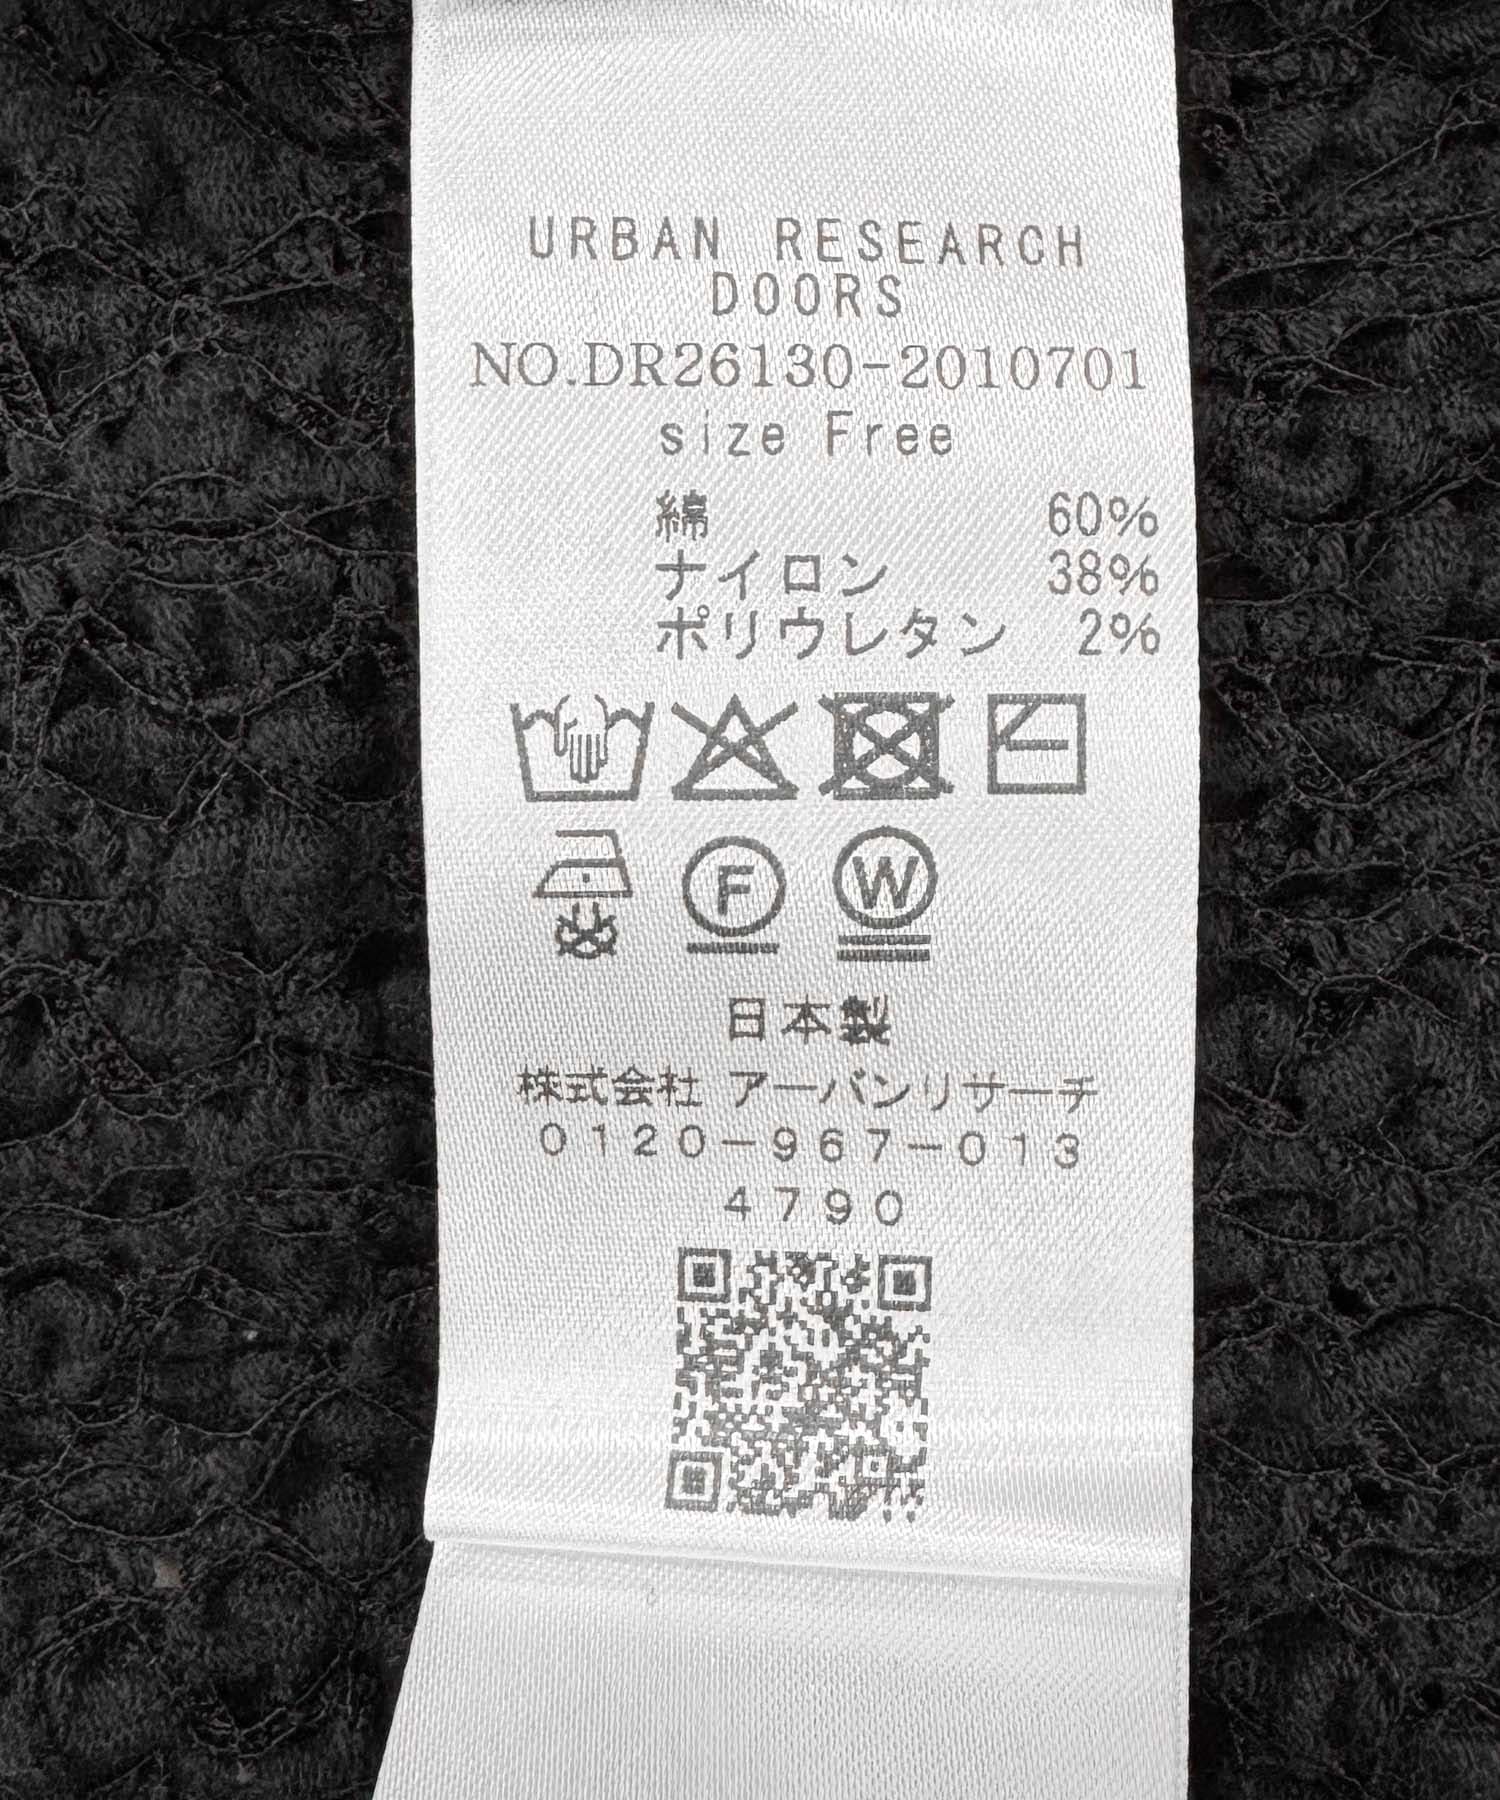 URBAN RESEARCH
DOORS
NO.DR26130-2010701
size Free
綿 60%
ナイロン 38%
ポリウレタン 2%
F W
日本製
株式会社 アーバンリサーチ
0120-967-013
4790